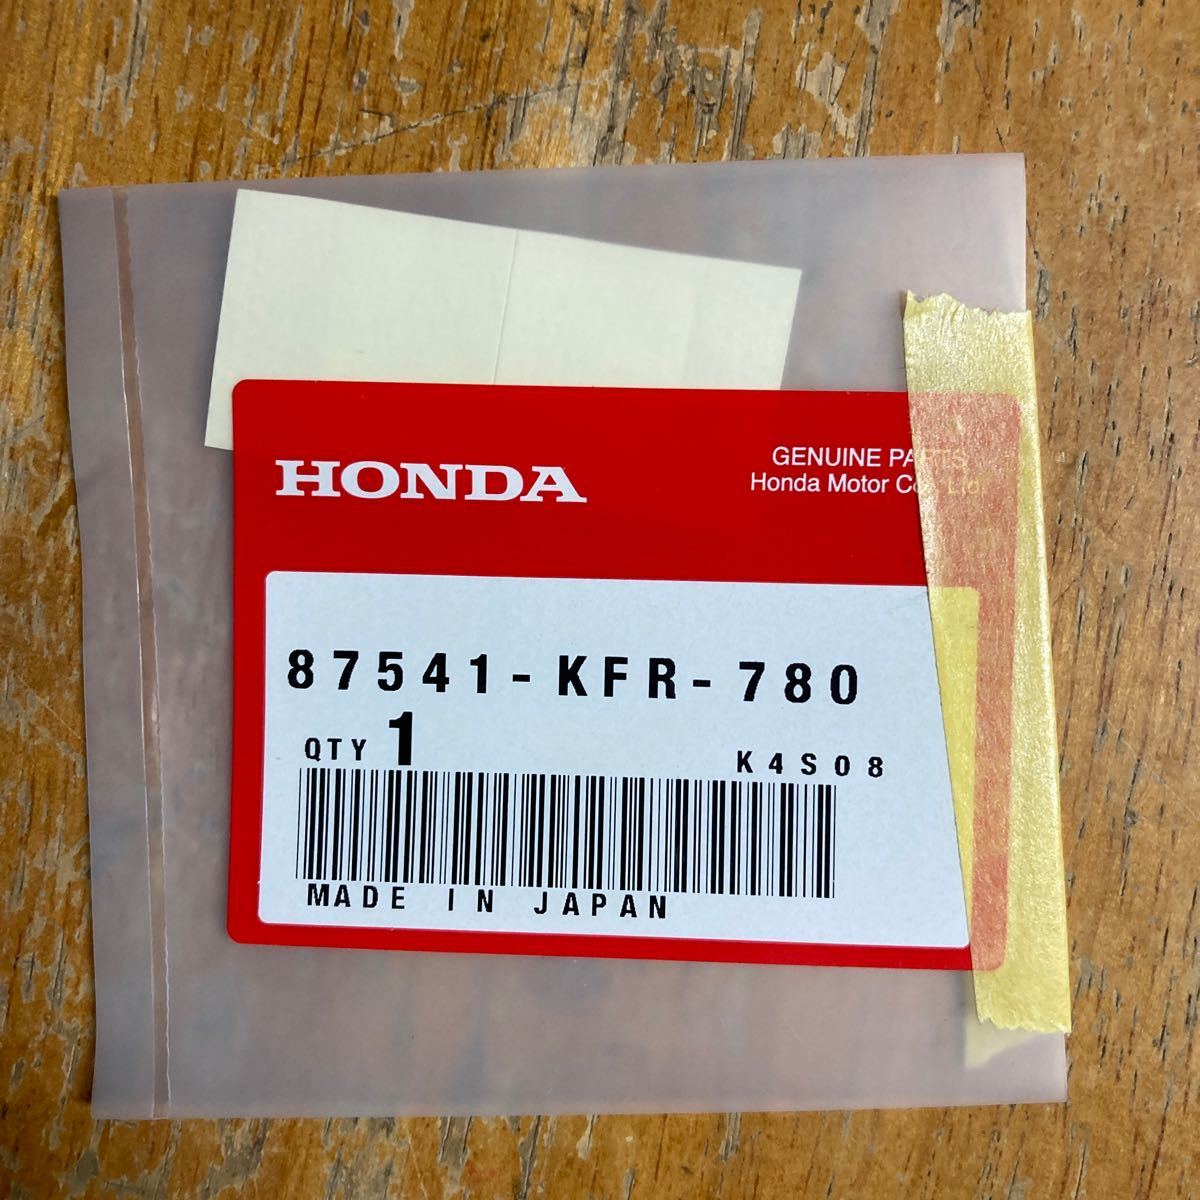 HONDA
GENUINE PARTS
Honda Motor Co., Ltd.
87541-KFR-780
QTY 1
K4S08
MADE IN JAPAN